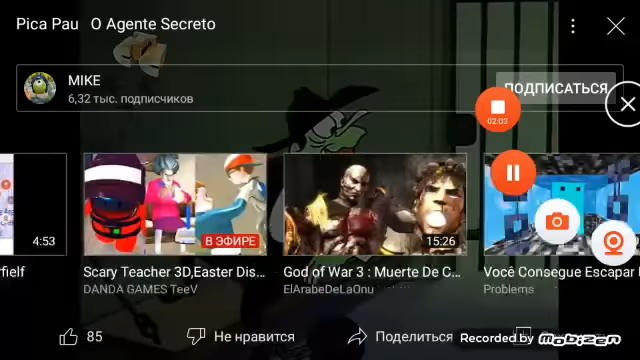 Pica Pau   O Agente Secreto
MIKE
6,32 тыс. подписчиков
ПОДПИСАТЬСЯ
02:03
4:53
В ЭФИРЕ
15:26
rfielf
Scary Teacher 3D,Easter Dis...
God of War 3 : Muerte De C...
Você Consegue Escapar
DANDA GAMES TeeV
ElArabeDeLaOnu
Problems
85
Не нравится
Поделиться
Recorded by MOBIZEN